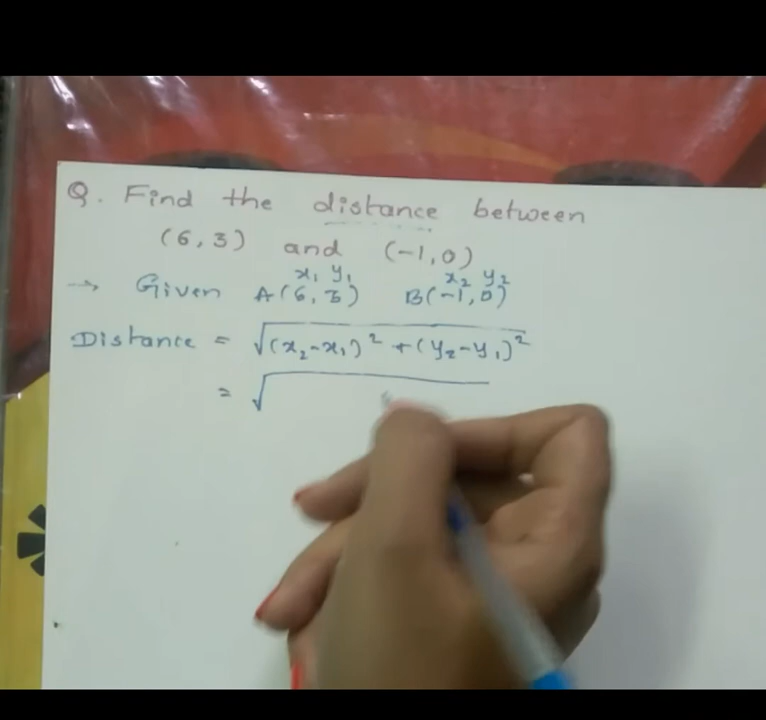 Q. Find the distance between
(6,3) and (-1,0)
→ Given A(6,3) B(-1,0)
x₁ y₁ x₂ y₂
Distance = √(x₂-x₁)² + (y₂-y₁)²
= √